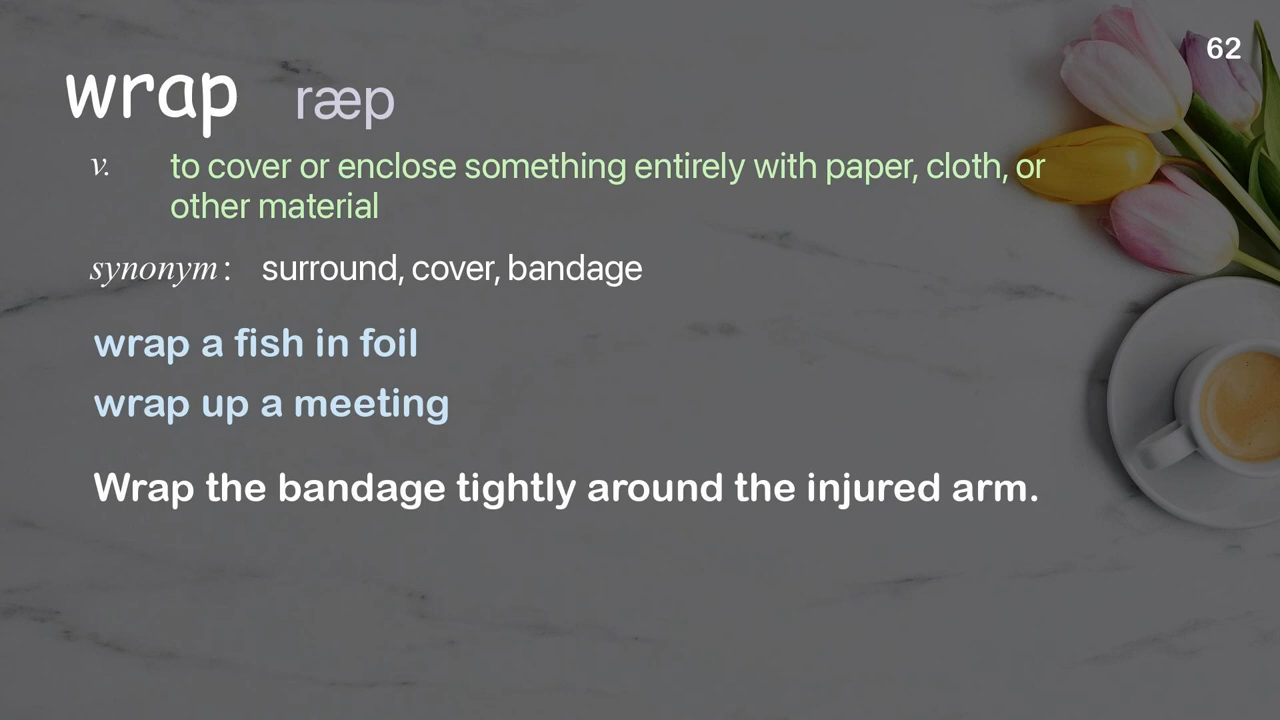 62
wrap ræp
v. to cover or enclose something entirely with paper, cloth, or
other material
synonym : surround, cover, bandage
wrap a fish in foil
wrap up a meeting
Wrap the bandage tightly around the injured arm.